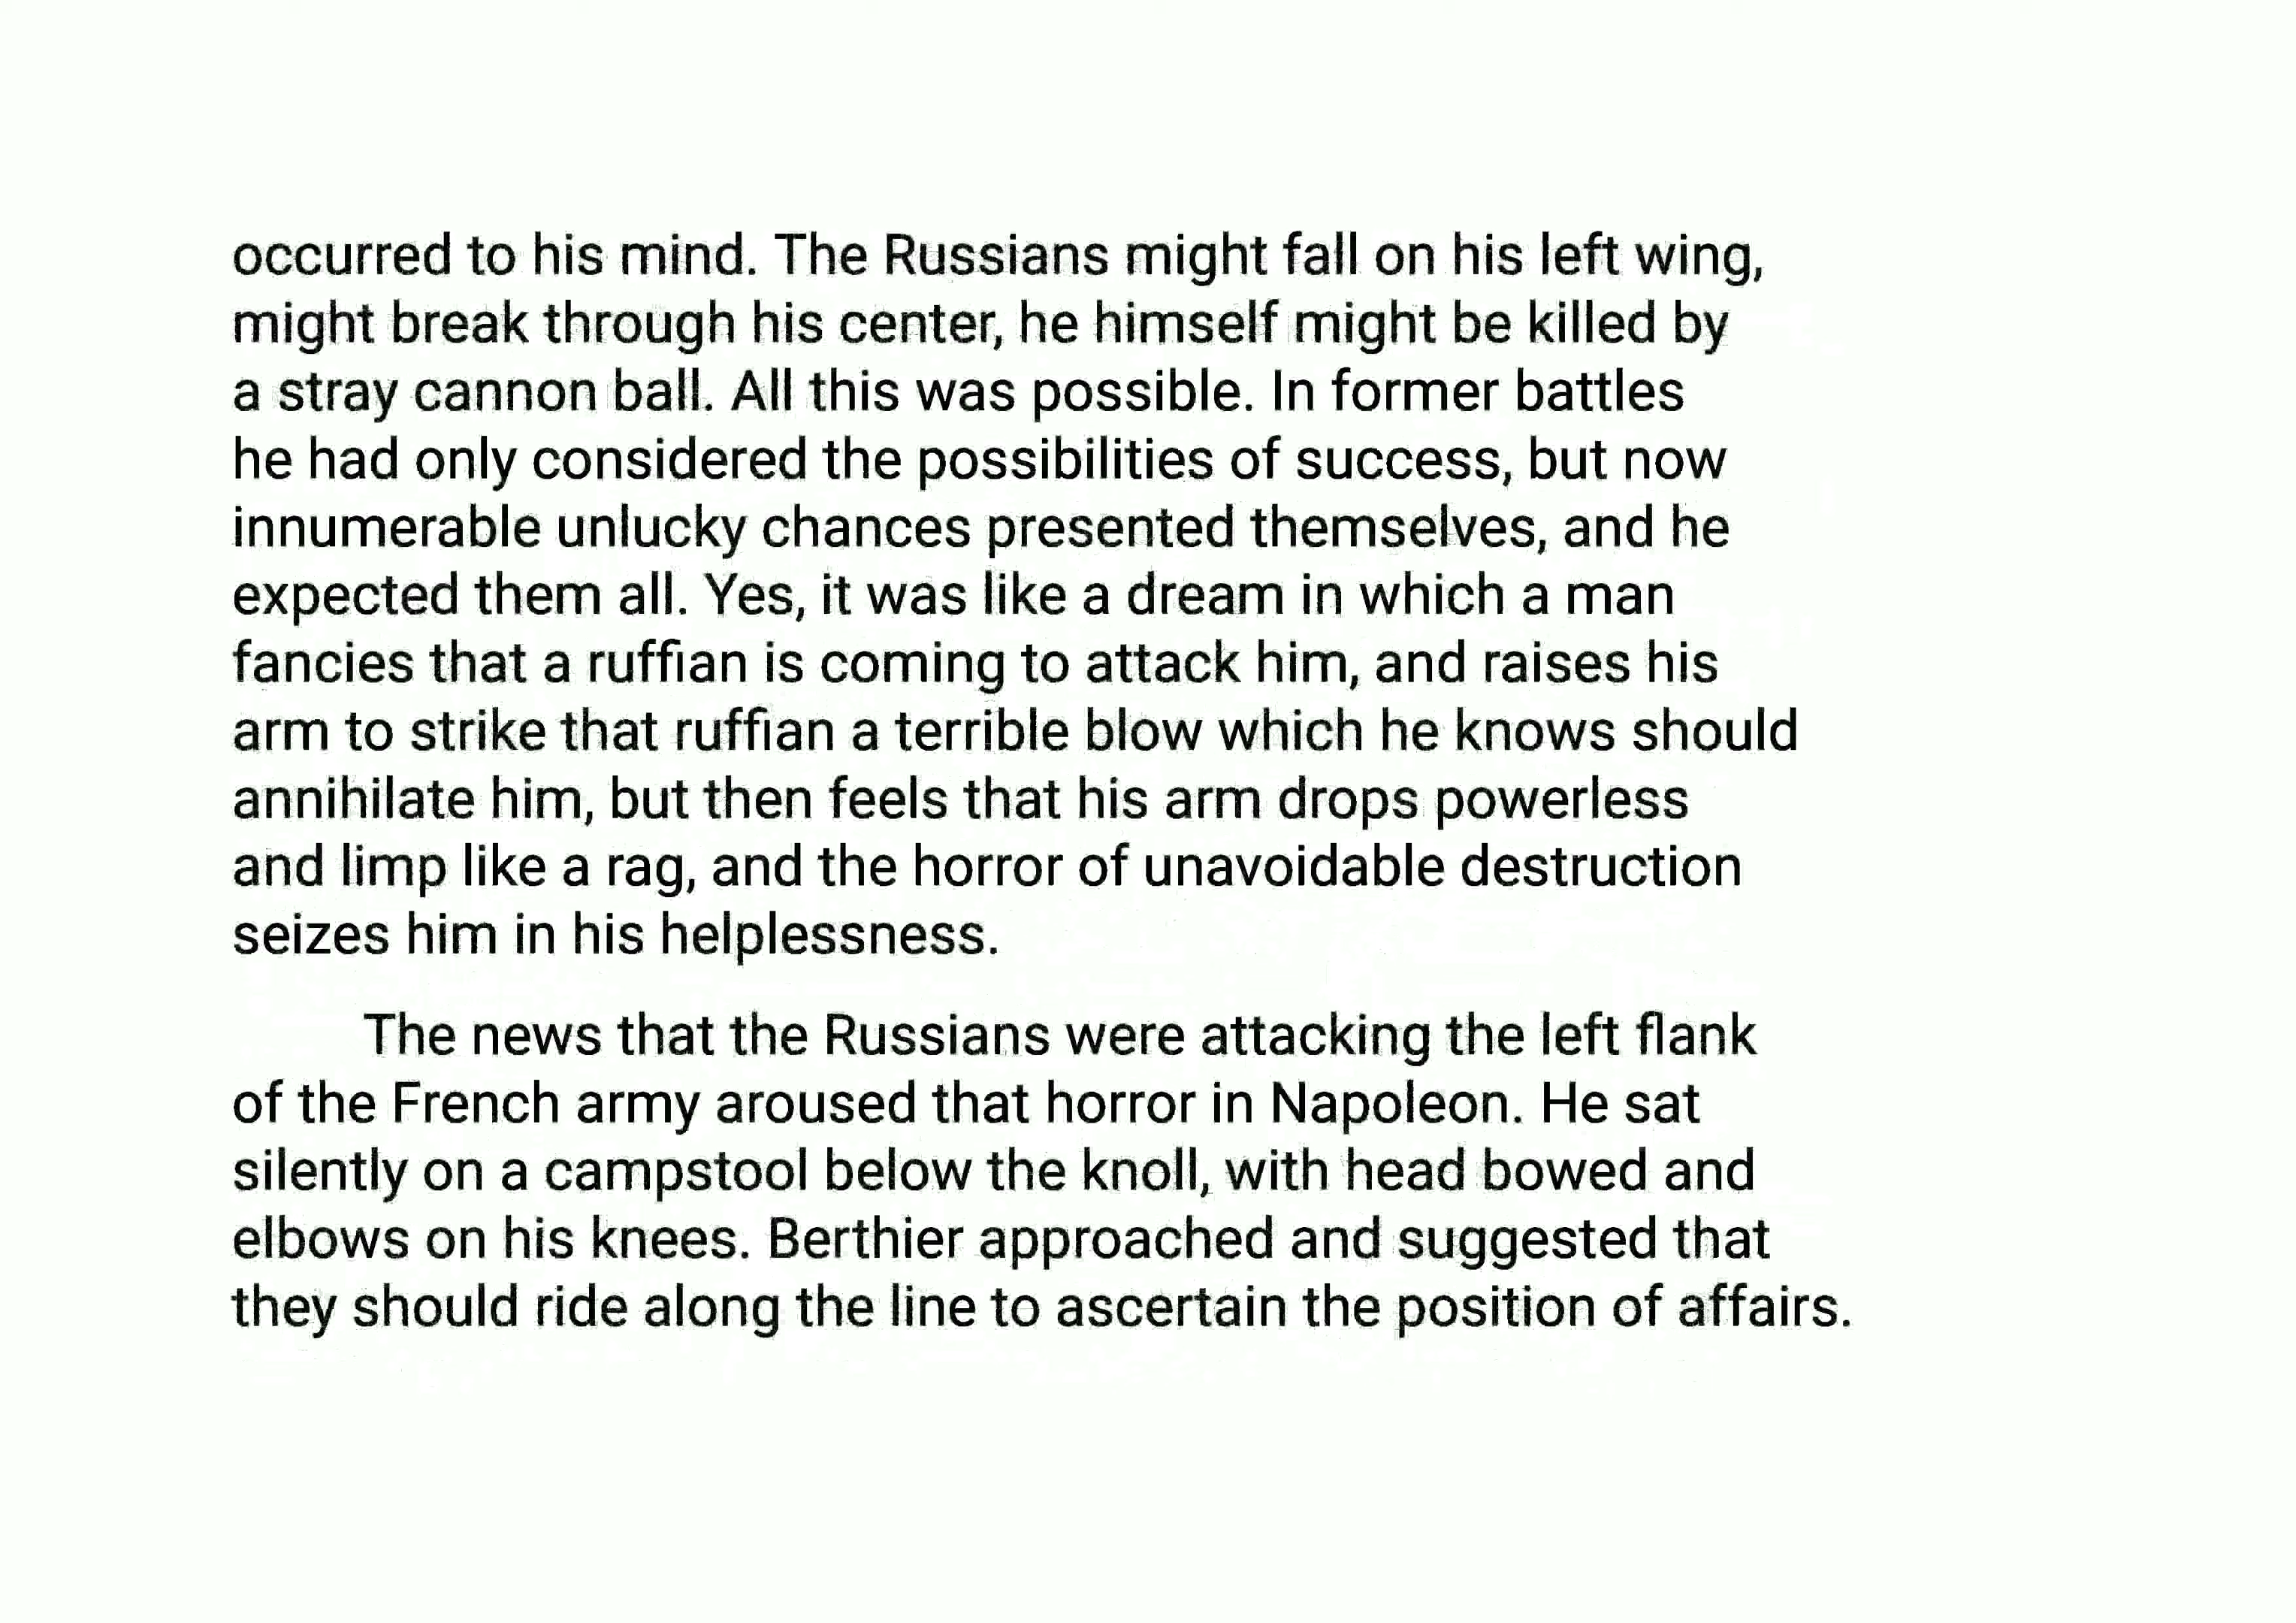 occurred to his mind. The Russians might fall on his left wing,
might break through his center, he himself might be killed by
a stray cannon ball. All this was possible. In former battles
he had only considered the possibilities of success, but now
innumerable unlucky chances presented themselves, and he
expected them all. Yes, it was like a dream in which a man
fancies that a ruffian is coming to attack him, and raises his
arm to strike that ruffian a terrible blow which he knows should
annihilate him, but then feels that his arm drops powerless
and limp like a rag, and the horror of unavoidable destruction
seizes him in his helplessness.
The news that the Russians were attacking the left flank
of the French army aroused that horror in Napoleon. He sat
silently on a campstool below the knoll, with head bowed and
elbows on his knees. Berthier approached and suggested that
they should ride along the line to ascertain the position of affairs.